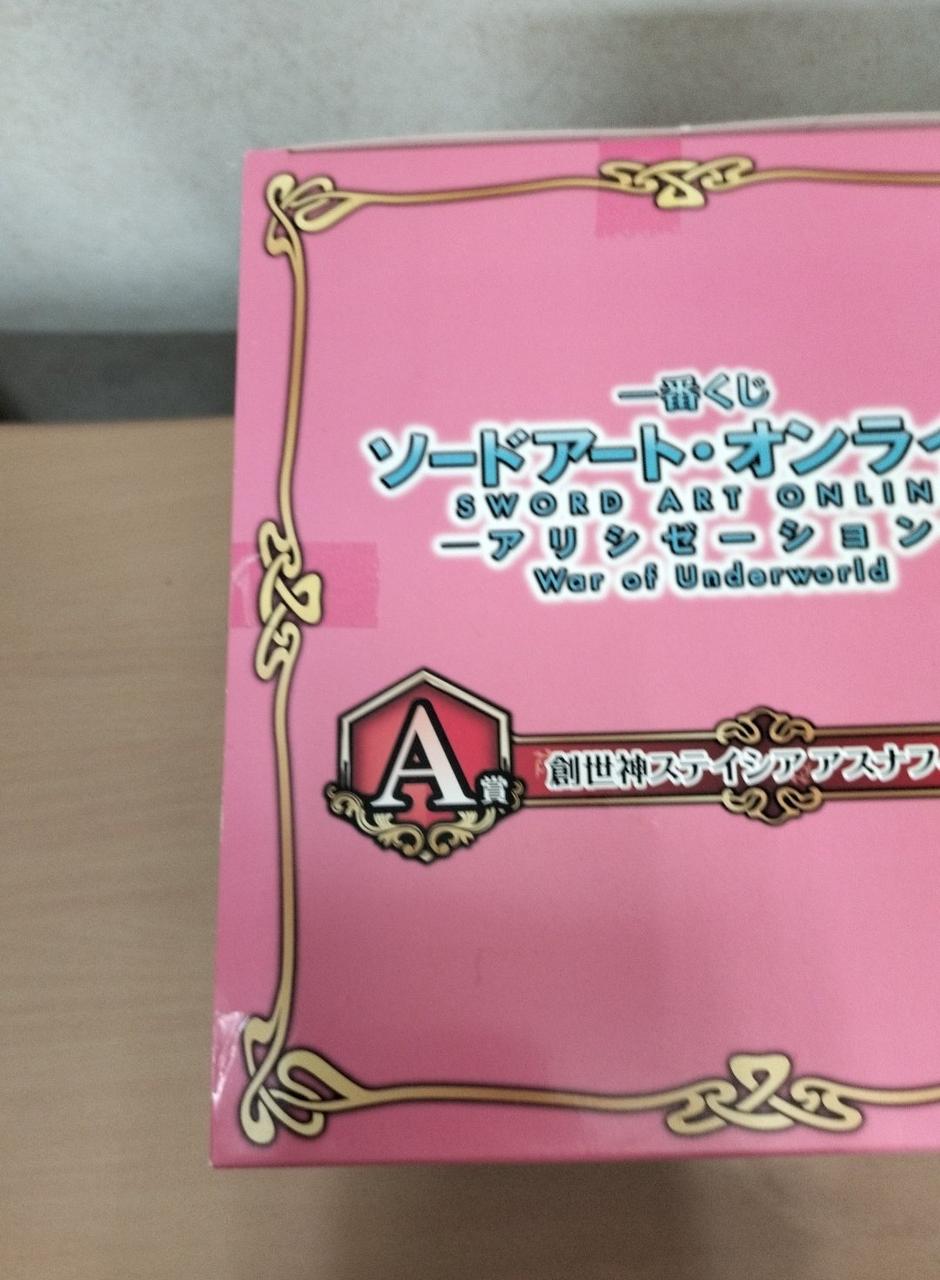 一番くじ
ソードアート・オンライ
SWORD ART ONLIN
ーアリシゼーション
War of Underworld
A賞
創世神ステイシア アスナフ